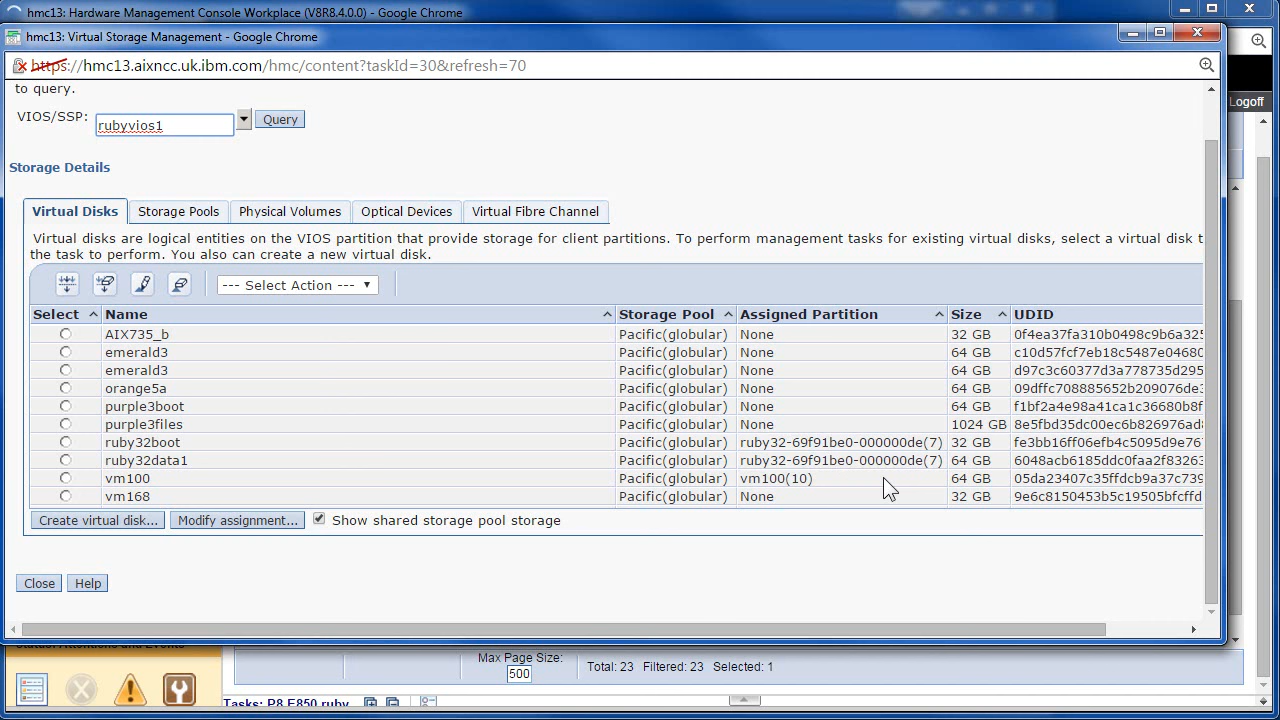 hmc13: Hardware Management Console Workplace (V8R8.4.0.0) - Google Chrome
hmc13: Virtual Storage Management - Google Chrome
https://hmc13.aixncc.uk.ibm.com/hmc/content?taskId=30&refresh=70
to query.
Logoff
VIOS/SSP: rubyvios1 Query
Storage Details
Virtual Disks Storage Pools Physical Volumes Optical Devices Virtual Fibre Channel
Virtual disks are logical entities on the VIOS partition that provide storage for client partitions. To perform management tasks for existing virtual disks, select a virtual disk t
the task to perform. You also can create a new virtual disk.
--- Select Action ---
Select Name Storage Pool Assigned Partition Size UDID
AIX735_b Pacific(globular) None 32 GB 0f4ea37fa310b0498c9b6a325
emerald3 Pacific(globular) None 64 GB c10d57fcf7eb18c5487e04680
emerald3 Pacific(globular) None 64 GB d97c3c60377d3a778735d295
orange5a Pacific(globular) None 64 GB 09dffc708885652b209076de
purple3boot Pacific(globular) None 64 GB f1bf2a4e98a41ca1c36680b8f
purple3files Pacific(globular) None 1024 GB 8e5fbd35dc00ec6b826976ad
ruby32boot Pacific(globular) ruby32-69f91be0-000000de(7) 32 GB fe3bb16ff06efb4c5095d9e76
ruby32data1 Pacific(globular) ruby32-69f91be0-000000de(7) 64 GB 6048acb6185ddc0faa2f83263
vm100 Pacific(globular) vm100(10) 64 GB 05da23407c35ffdcb9a37c739
vm168 Pacific(globular) None 32 GB 9e6c8150453b5c19505bfcffd
Create virtual disk... Modify assignment... Show shared storage pool storage
Close Help
Max Page Size:
500
Total: 23 Filtered: 23 Selected: 1
Tasks: P8 E850 ruby